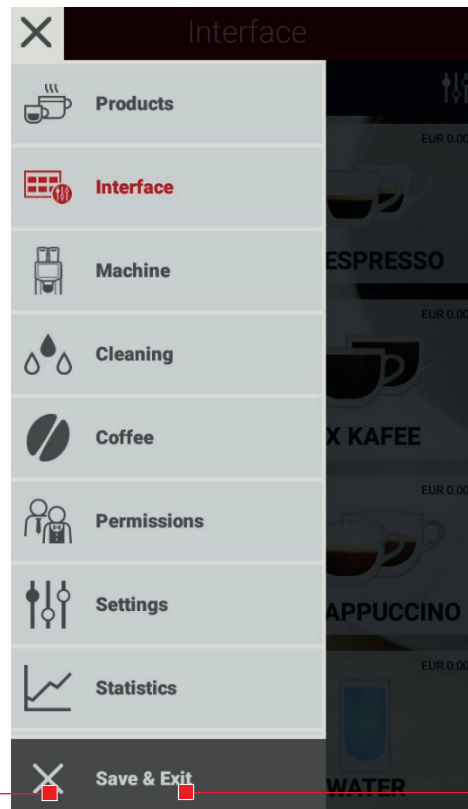 Interface
Products
EUR 0.00
Interface
Machine
ESPRESSO
EUR 0.00
Cleaning
Coffee
X KAFEE
EUR 0.00
Permissions
Settings
APPUCCINO
EUR 0.00
Statistics
Save & Exit
WATER